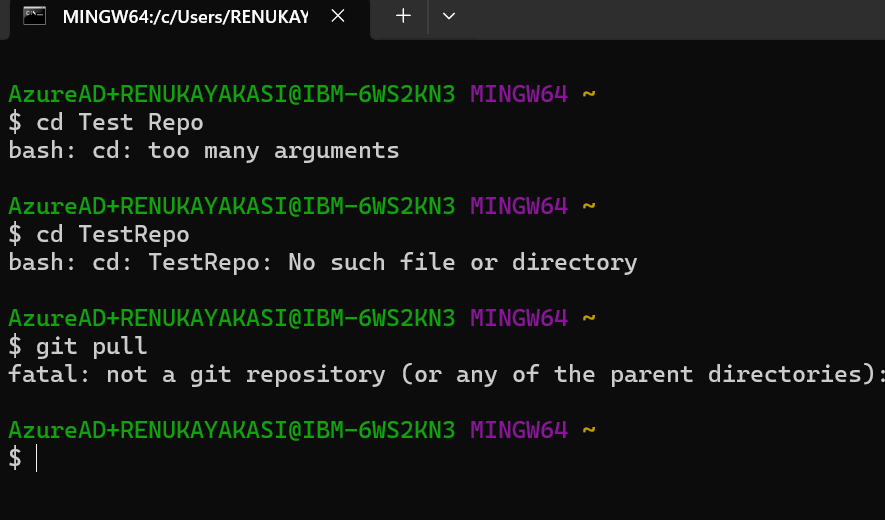 MINGW64:/c/Users/RENUKAY
AzureAD+RENUKAYAKASI@IBM-6WS2KN3 MINGW64 ~
$ cd Test Repo
bash: cd: too many arguments
AzureAD+RENUKAYAKASI@IBM-6WS2KN3 MINGW64 ~
$ cd TestRepo
bash: cd: TestRepo: No such file or directory
AzureAD+RENUKAYAKASI@IBM-6WS2KN3 MINGW64 ~
$ git pull
fatal: not a git repository (or any of the parent directories):
AzureAD+RENUKAYAKASI@IBM-6WS2KN3 MINGW64 ~
$